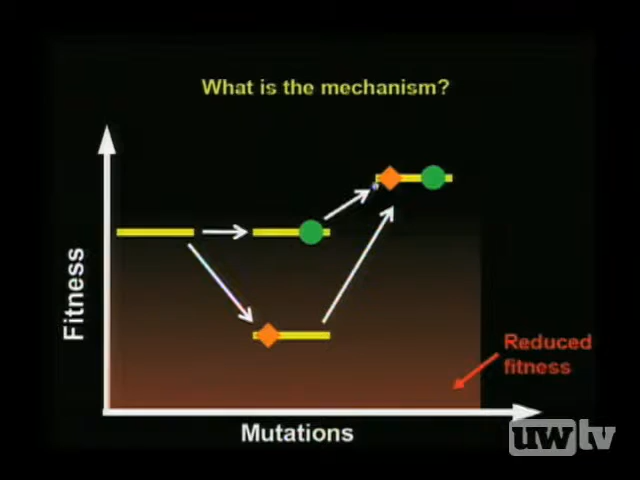 What is the mechanism?
Fitness
Reduced
fitness
Mutations
uwtv